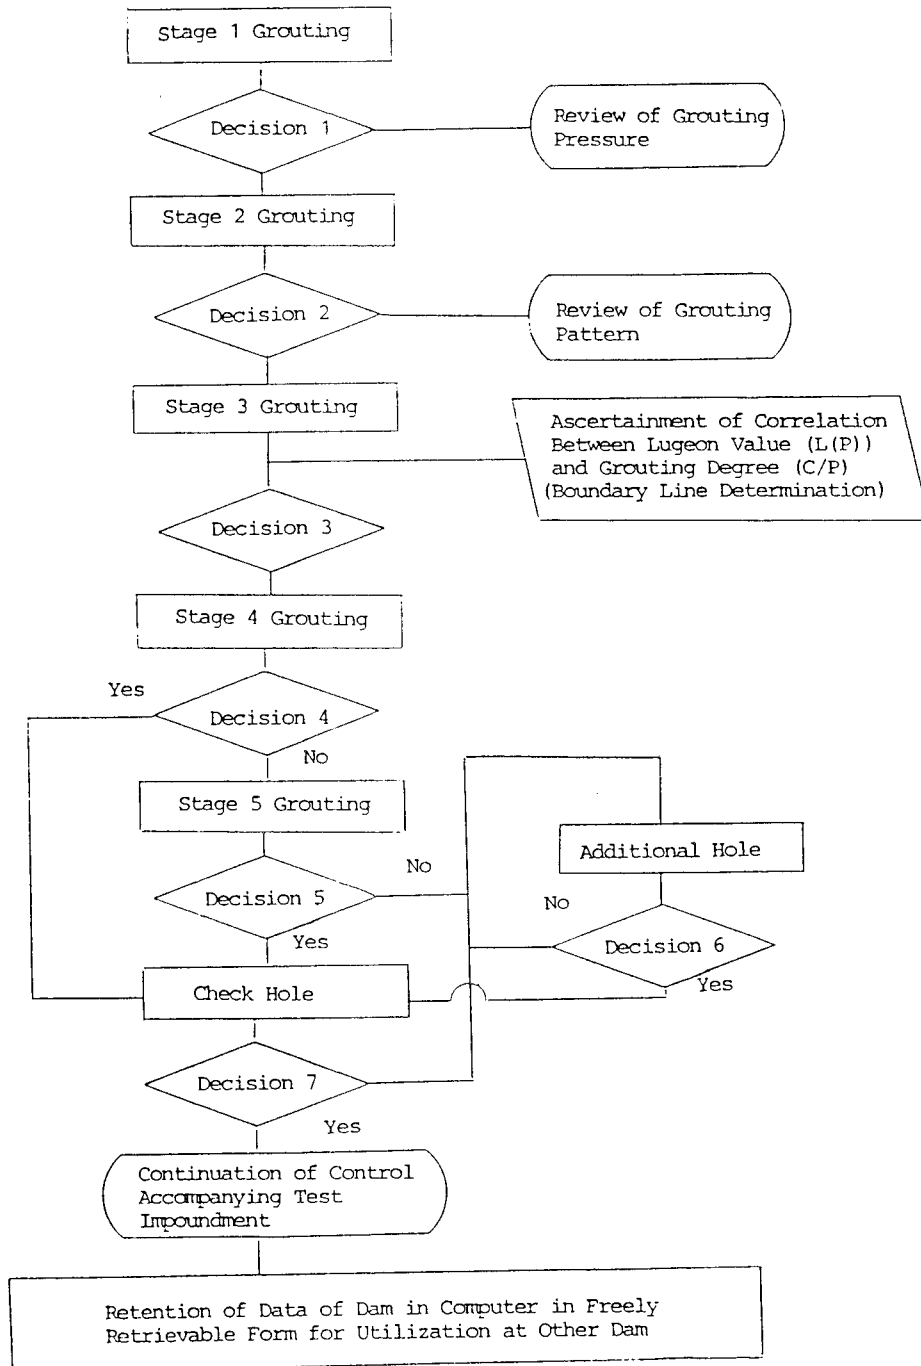 Stage 1 Grouting
Decision 1
Review of Grouting
Pressure
Stage 2 Grouting
Decision 2
Review of Grouting
Pattern
Stage 3 Grouting
Ascertainment of Correlation
Between Lugeon Value (L(P))
and Grouting Degree (C/P)
(Boundary Line Determination)
Decision 3
Stage 4 Grouting
Yes
Decision 4
No
Stage 5 Grouting
Additional Hole
No
Decision 5
No
Decision 6
Yes
Yes
Check Hole
Decision 7
Yes
Continuation of Control
Accompanying Test
Impoundment
Retention of Data of Dam in Computer in Freely
Retrievable Form for Utilization at Other Dam